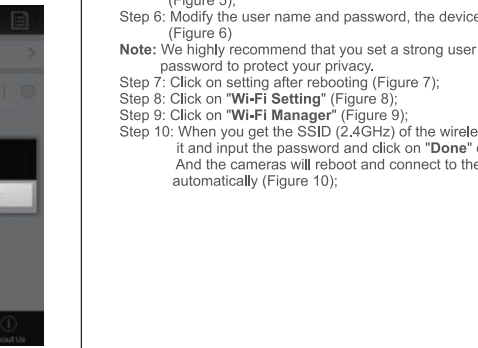 (Figure 5);
Step 6: Modify the user name and password, the device
(Figure 6)
Note: We highly recommend that you set a strong user
password to protect your privacy.
Step 7: Click on setting after rebooting (Figure 7);
Step 8: Click on "Wi-Fi Setting" (Figure 8);
Step 9: Click on "Wi-Fi Manager" (Figure 9);
Step 10: When you get the SSID (2.4GHz) of the
it and input the password and click on "Done"
And the cameras will reboot and connect to the
automatically (Figure 10);
Us